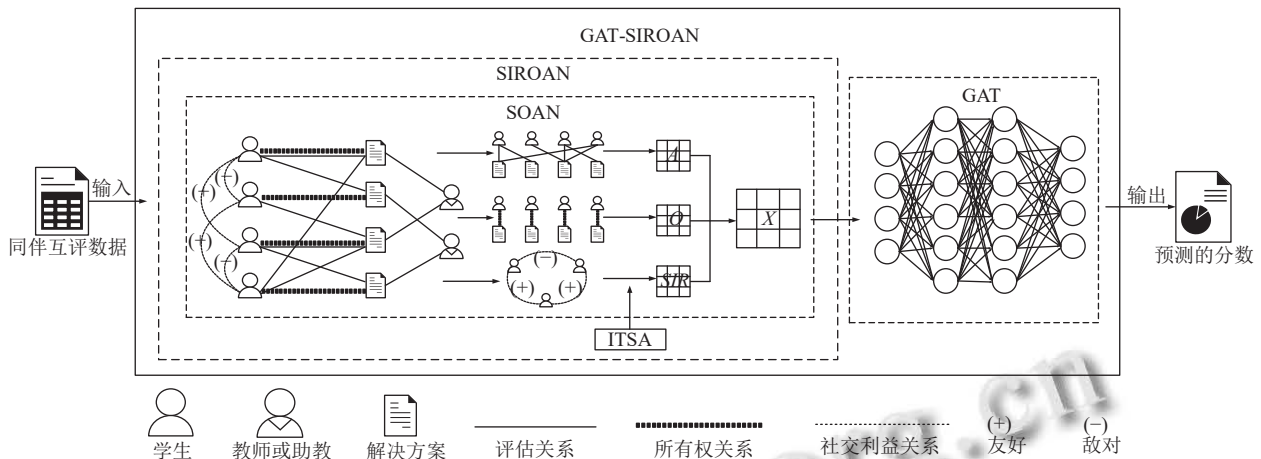 GAT-SIROAN
SIROAN
SOAN
GAT
(+)
(−)
(+)
(−)
A
O
(−)
(+)
(+)
SIR
X
ITSA
输入
同伴互评数据
输出
预测的分数
学生
教师或助教
解决方案
评估关系
所有权关系
社交利益关系
(+)
友好
(−)
敌对
rg.cn